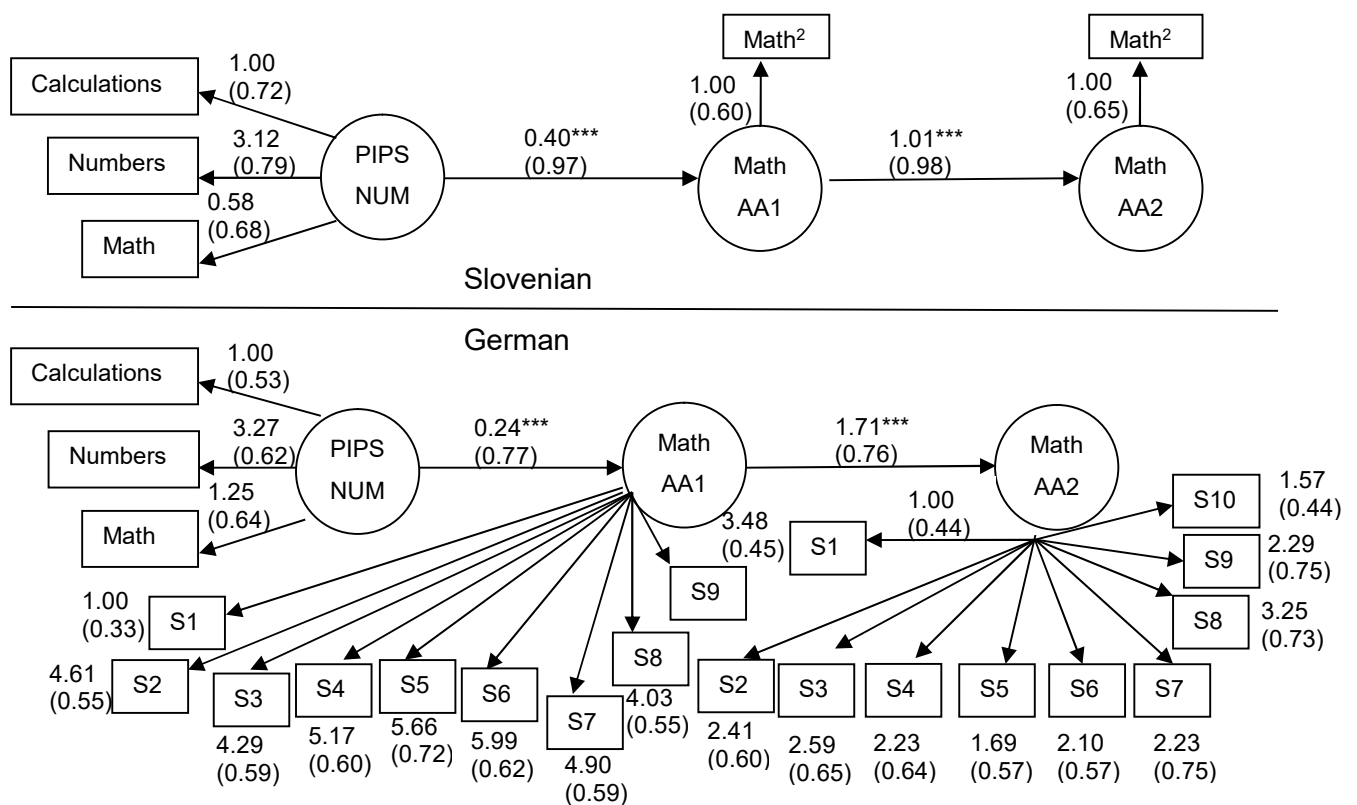 Math²
Math²
Calculations
1.00
(0.72)
1.00
(0.60)
1.00
(0.65)
Numbers
3.12
(0.79)
PIPS
NUM
0.40***
(0.97)
Math
AA1
1.01***
(0.98)
Math
AA2
0.58
(0.68)
Math
Slovenian
German
Calculations
1.00
(0.53)
Numbers
3.27
(0.62)
PIPS
NUM
0.24***
(0.77)
Math
AA1
1.71***
(0.76)
Math
AA2
1.25
(0.64)
Math
3.48
(0.45)
S1
1.00
(0.44)
S10
1.57
(0.44)
S9
2.29
(0.75)
S8
3.25
(0.73)
S9
1.00
(0.33)
S1
4.61
(0.55)
S2
S3
S4
S5
S6
S7
S8
4.03
(0.55)
4.29
(0.59)
5.17
(0.60)
5.66
(0.72)
5.99
(0.62)
4.90
(0.59)
S2
S3
S4
S5
S6
S7
2.41
(0.60)
2.59
(0.65)
2.23
(0.64)
1.69
(0.57)
2.10
(0.57)
2.23
(0.75)